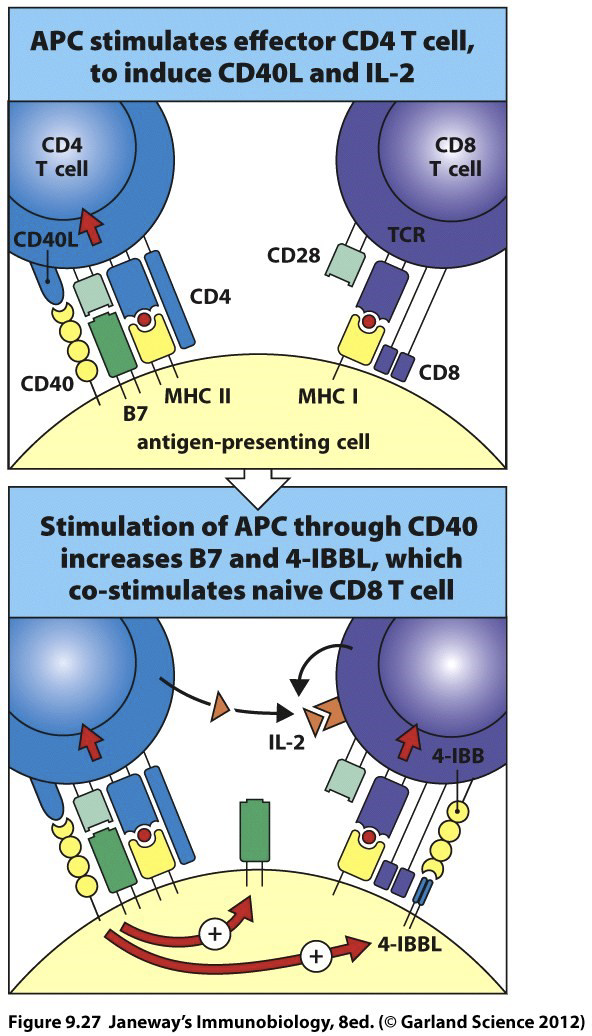 APC stimulates effector CD4 T cell,
to induce CD40L and IL-2
CD4
T cell
CD8
T cell
CD40L
TCR
CD28
CD4
CD40
CD8
MHC II
MHC I
B7
antigen-presenting cell
Stimulation of APC through CD40
increases B7 and 4-IBBL, which
co-stimulates naive CD8 T cell
IL-2
4-IBB
+
+
4-IBBL
Figure 9.27 Janeway's Immunobiology, 8ed. (© Garland Science 2012)